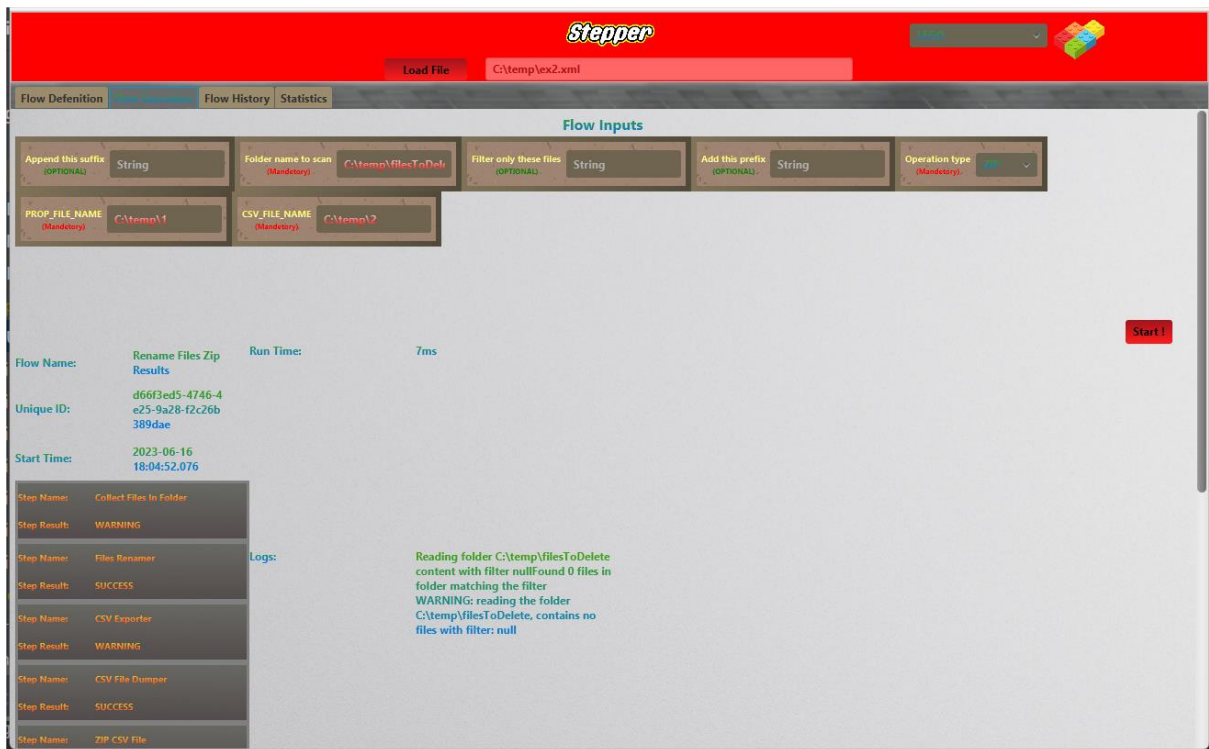 Stepper
LEGO
Load File
C:\temp\ex2.xml
Flow Defenition
Flow History
Statistics
Flow Inputs
Append this suffix
(OPTIONAL)
String
Folder name to scan
(Mandetory)
C:\temp\filesToDel
Filter only these files
(OPTIONAL)
String
Add this prefix
(OPTIONAL)
String
Operation type
(Mandetory)
ZIP
PROP_FILE_NAME
(Mandetory)
C:\temp\1
CSV_FILE_NAME
(Mandetory)
C:\temp\2
Start !
Flow Name:
Rename Files Zip
Results
Run Time:
7ms
Unique ID:
d66f3ed5-4746-4
e25-9a28-f2c26b
389dae
Start Time:
2023-06-16
18:04:52.076
Step Name: Collect Files In Folder
Step Result: WARNING
Step Name: Files Renamer
Step Result: SUCCESS
Step Name: CSV Exporter
Step Result: WARNING
Step Name: CSV File Dumper
Step Result: SUCCESS
Step Name: ZIP CSV File
Logs:
Reading folder C:\temp\filesToDelete
content with filter nullFound 0 files in
folder matching the filter
WARNING: reading the folder
C:\temp\filesToDelete, contains no
files with filter: null